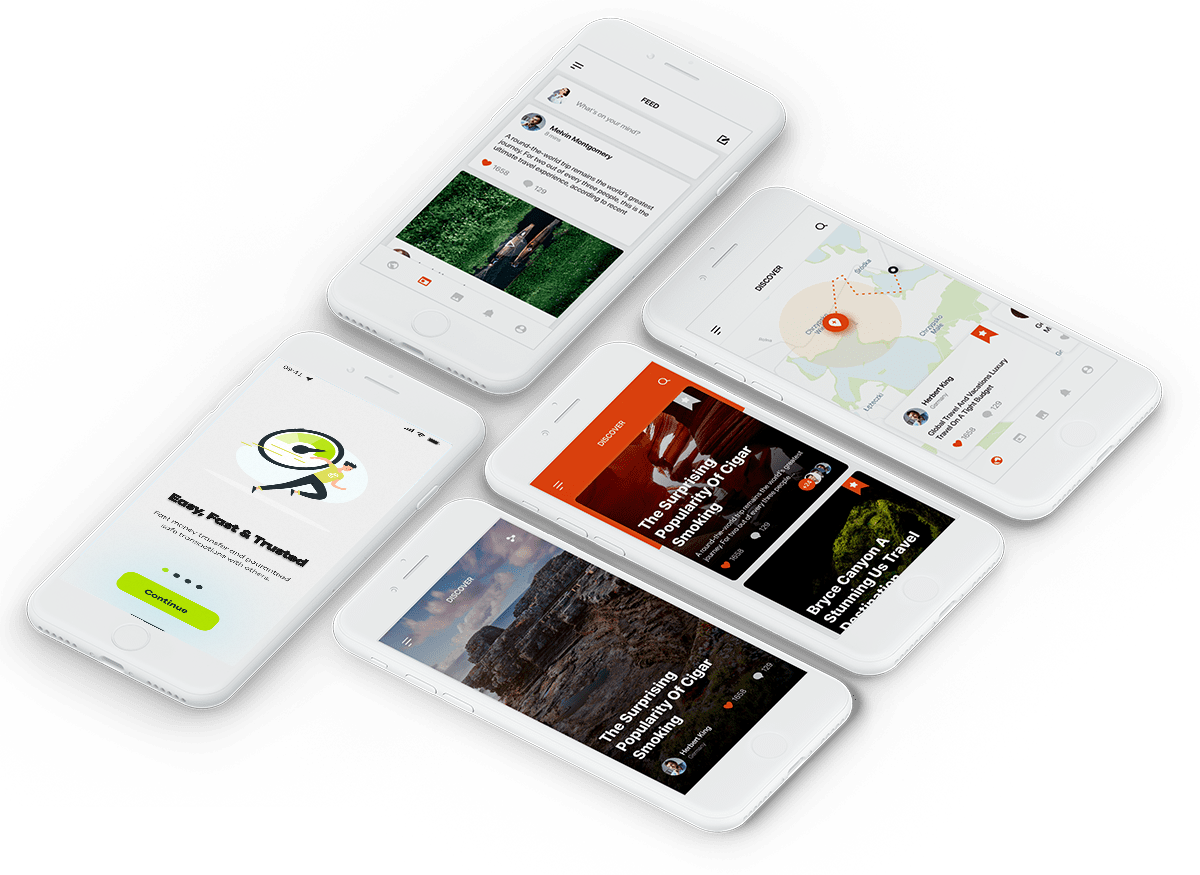 FEED
What's on your mind?
Melvin Montgomery
8 mins
A round-the-world trip remains the world's greatest
journey. For two out of every three people, this is the
ultimate travel experience, according to recent
1658
129
DISCOVER
Herbert King
Germany
Global Travel And Vacations Luxury
Travel On A Tight Budget
1658
129
Easy, Fast & Trusted
Fast money transfer and
with others.
Continue
DISCOVER
The Surprising
Popularity Of Cigar
Smoking
A round-the-world trip remains the world's greatest
journey. For two out of every three people,
1658
129
+24
Bryce Canyon A
Stunning Us Travel
Destination
DISCOVER
The Surprising
Popularity Of Cigar
Smoking
Herbert King
Germany
1658
129